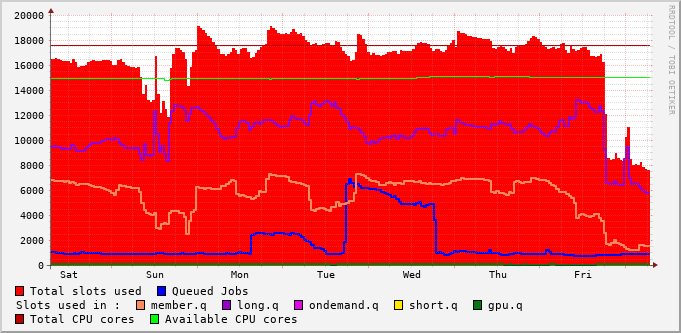 20000
18000
16000
14000
12000
10000
8000
6000
4000
2000
0
Sat Sun Mon Tue Wed Thu Fri
RRDTOOL / TOBI OETIKER
Total slots used Queued Jobs
Slots used in : member.q long.q ondemand.q short.q gpu.q
Total CPU cores Available CPU cores